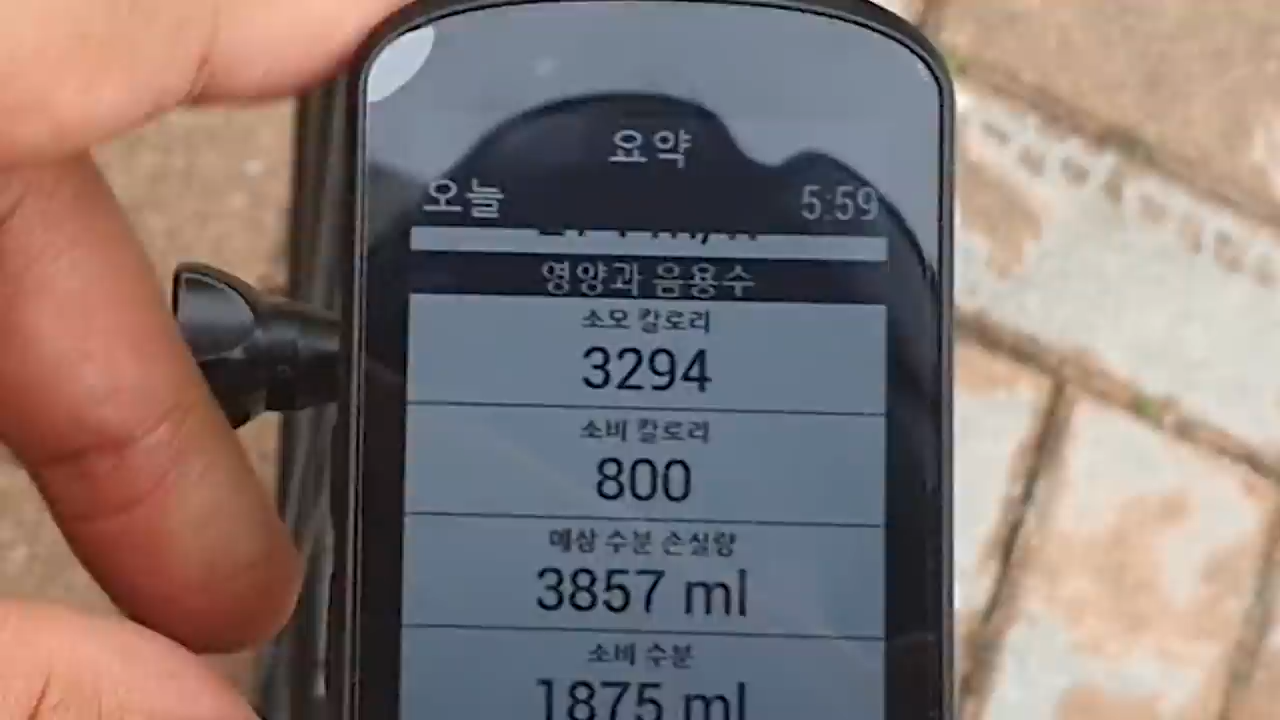 요약
오늘 5:59
영양과 음용수
소모 칼로리
3294
소비 칼로리
800
예상 수분 손실량
3857 ml
소비 수분
1875 ml